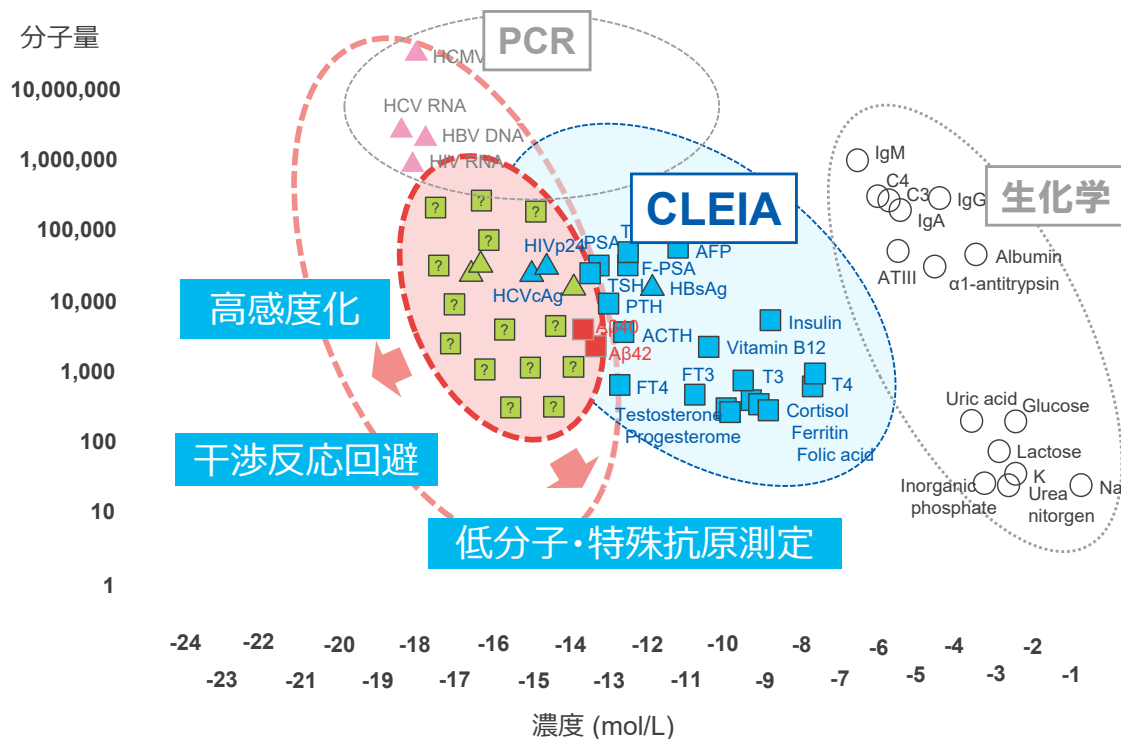 分子量
10,000,000
1,000,000
100,000
10,000
1,000
100
10
1
PCR
HCMV
HCV RNA
HBV DNA
HIV RNA
CLEIA
生化学
IgM
C4
C3
IgG
IgA
ATIII
Albumin
α1-antitrypsin
HIVp24
PSA
T
AFP
F-PSA
TSH
HBsAg
HCVcAg
PTH
Aβ40
Aβ42
ACTH
Insulin
Vitamin B12
FT4
FT3
T3
T4
Testosterone
Progesterome
Cortisol
Ferritin
Folic acid
Uric acid
Glucose
Lactose
K
Inorganic
phosphate
Urea
nitorgen
Na
? ? ?
?
?
?
? ? ?
? ? ? ?
? ?
高感度化
干渉反応回避
低分子・特殊抗原測定
-24 -22 -20 -18 -16 -14 -12 -10 -8 -6 -4 -2
-23 -21 -19 -17 -15 -13 -11 -9 -7 -5 -3 -1
濃度 (mol/L)